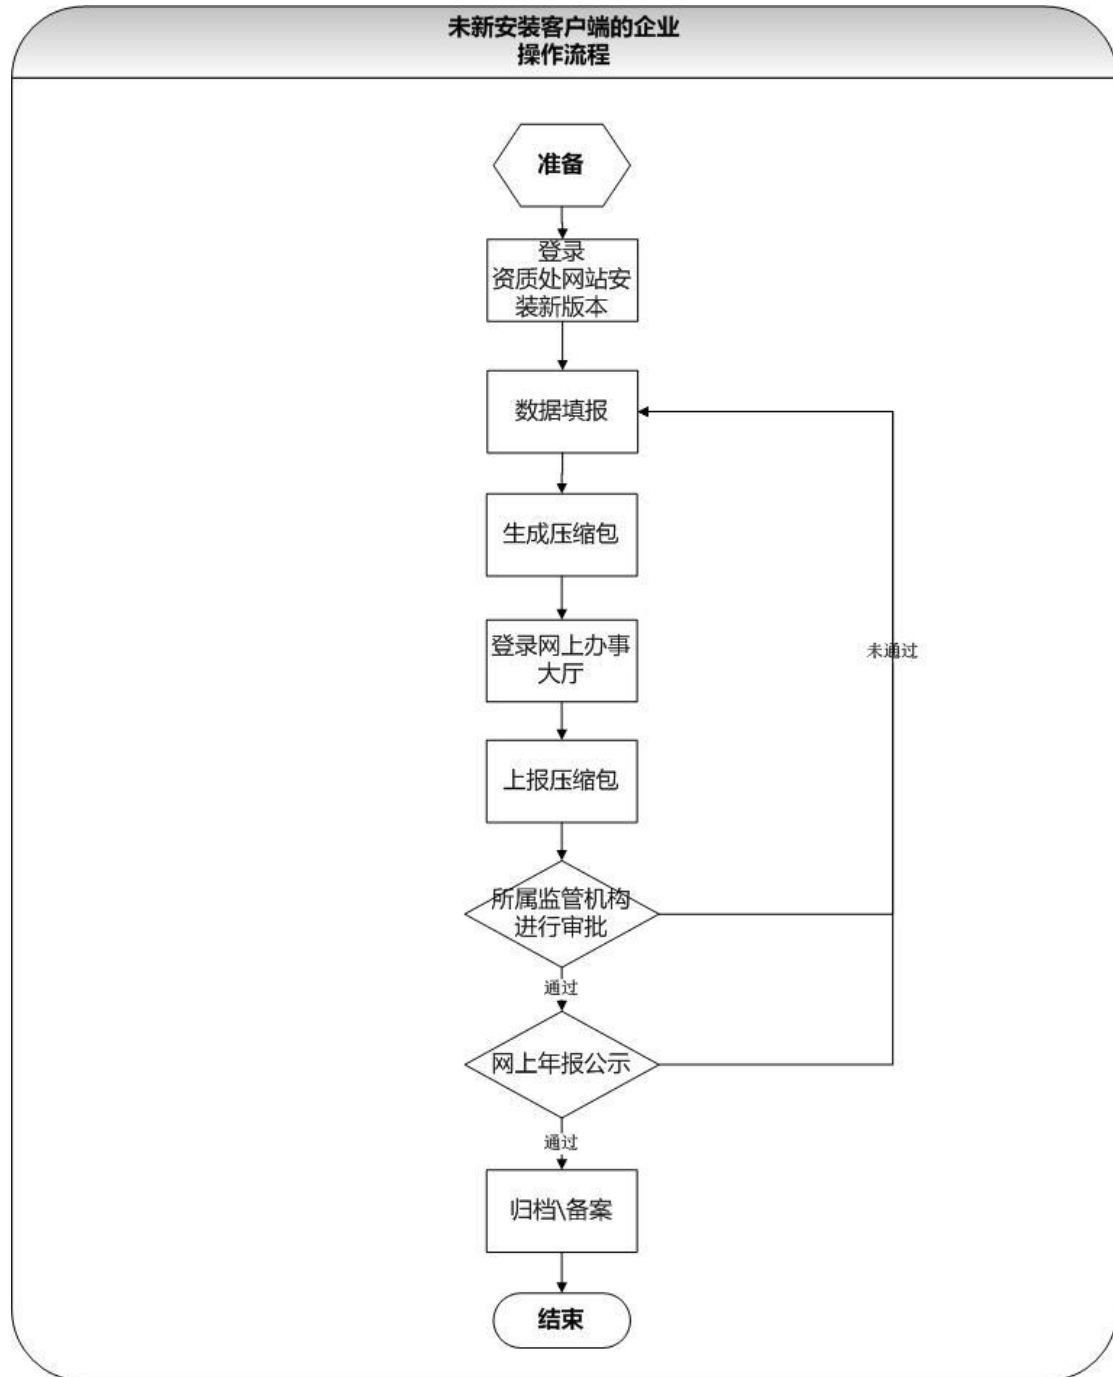 未新安装客户端的企业
操作流程
准备
登录
资质处网站安
装新版本
数据填报
生成压缩包
登录网上办事
大厅
未通过
上报压缩包
所属监管机构
进行审批
通过
网上年报公示
通过
归档\备案
结束